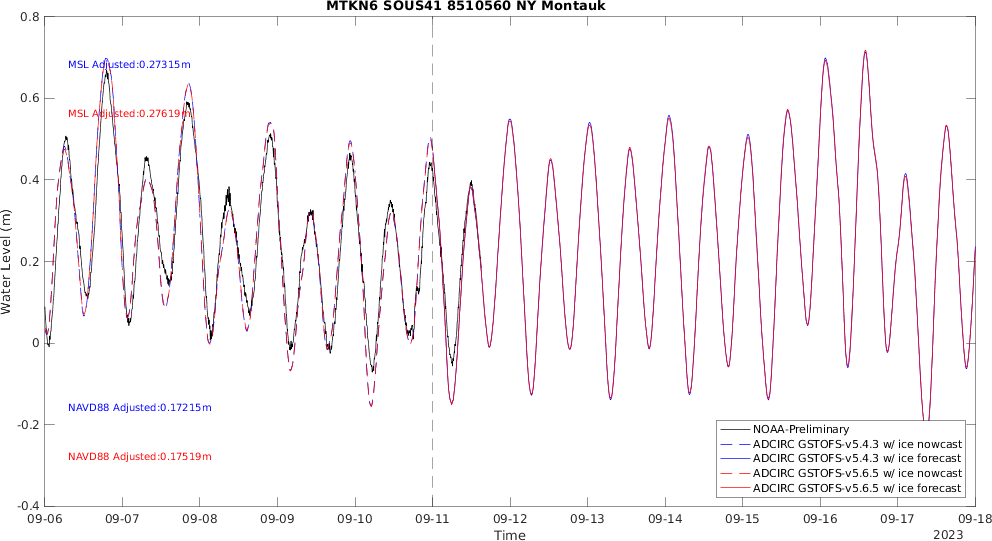 MTKN6 SOUS41 8510560 NY Montauk
0.8
0.6
0.4
0.2
0
-0.2
-0.4
Water Level (m)
MSL Adjusted:0.27315m
MSL Adjusted:0.27619m
NAVD88 Adjusted:0.17215m
NAVD88 Adjusted:0.17519m
NOAA-Preliminary
ADCIRC GSTOFS-v5.4.3 w/ ice nowcast
ADCIRC GSTOFS-v5.4.3 w/ ice forecast
ADCIRC GSTOFS-v5.6.5 w/ ice nowcast
ADCIRC GSTOFS-v5.6.5 w/ ice forecast
09-06 09-07 09-08 09-09 09-10 09-11 09-12 09-13 09-14 09-15 09-16 09-17 09-18
Time
2023